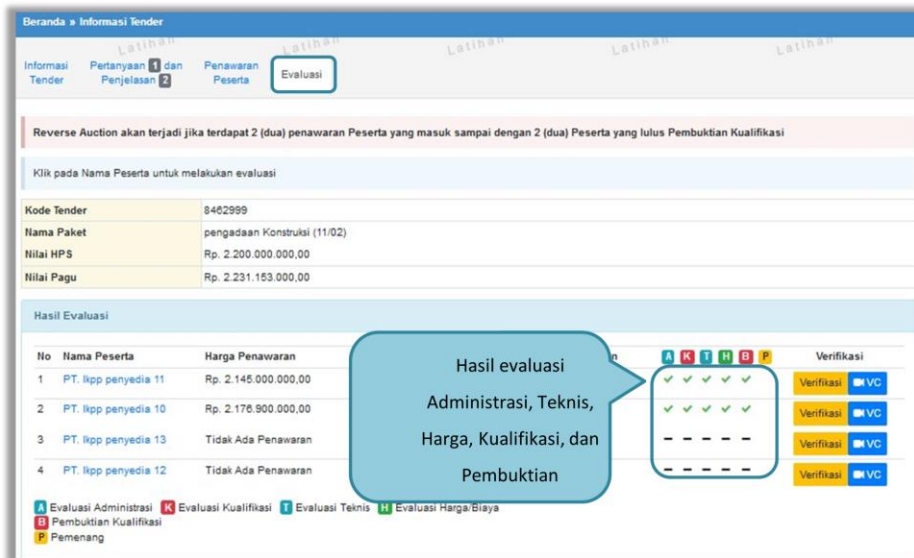 Beranda » Informasi Tender
Latihan Latihan Latihan Latihan Latihan
Informasi Tender
Pertanyaan 1 dan Penjelasan 2
Penawaran Peserta
Evaluasi
Reverse Auction akan terjadi jika terdapat 2 (dua) penawaran Peserta yang masuk sampai dengan 2 (dua) Peserta yang lulus Pembuktian Kualifikasi
Klik pada Nama Peserta untuk melakukan evaluasi
Kode Tender 8462999
Nama Paket pengadaan Konstruksi (11/02)
Nilai HPS Rp. 2.200.000.000,00
Nilai Pagu Rp. 2.231.153.000,00
Hasil Evaluasi
No Nama Peserta Harga Penawaran n A K T H B P Verifikasi
1 PT. lkpp penyedia 11 Rp. 2.145.000.000,00 ✓ ✓ ✓ ✓ ✓ Verifikasi VC
2 PT. lkpp penyedia 10 Rp. 2.176.900.000,00 ✓ ✓ ✓ ✓ ✓ Verifikasi VC
3 PT. lkpp penyedia 13 Tidak Ada Penawaran – – – – – Verifikasi VC
4 PT. lkpp penyedia 12 Tidak Ada Penawaran – – – – – Verifikasi VC
Hasil evaluasi
Administrasi, Teknis,
Harga, Kualifikasi, dan
Pembuktian
A Evaluasi Administrasi K Evaluasi Kualifikasi T Evaluasi Teknis H Evaluasi Harga/Biaya
B Pembuktian Kualifikasi
P Pemenang